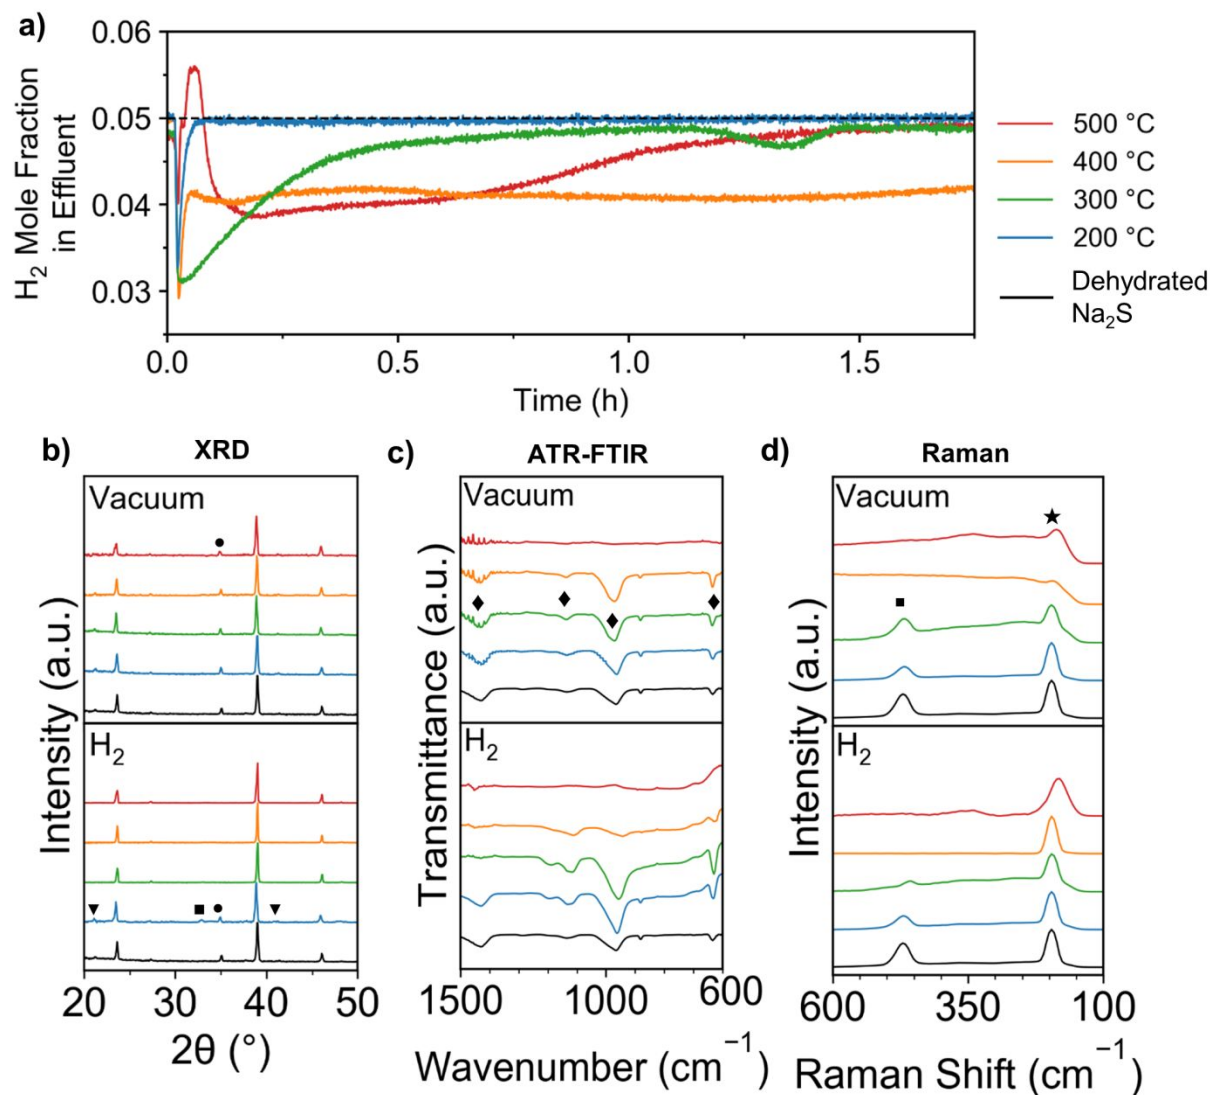 a)
0.06
0.05
0.04
0.03
H₂ Mole Fraction
in Effluent
0.0
0.5
1.0
1.5
Time (h)
500 °C
400 °C
300 °C
200 °C
Dehydrated
Na₂S
b)
XRD
Vacuum
H₂
Intensity (a.u.)
20 30 40 50
2θ (°)
c)
ATR-FTIR
Vacuum
H₂
Transmittance (a.u.)
1500 1000 600
Wavenumber (cm⁻¹)
d)
Raman
Vacuum
H₂
Intensity (a.u.)
600 350 100
Raman Shift (cm⁻¹)